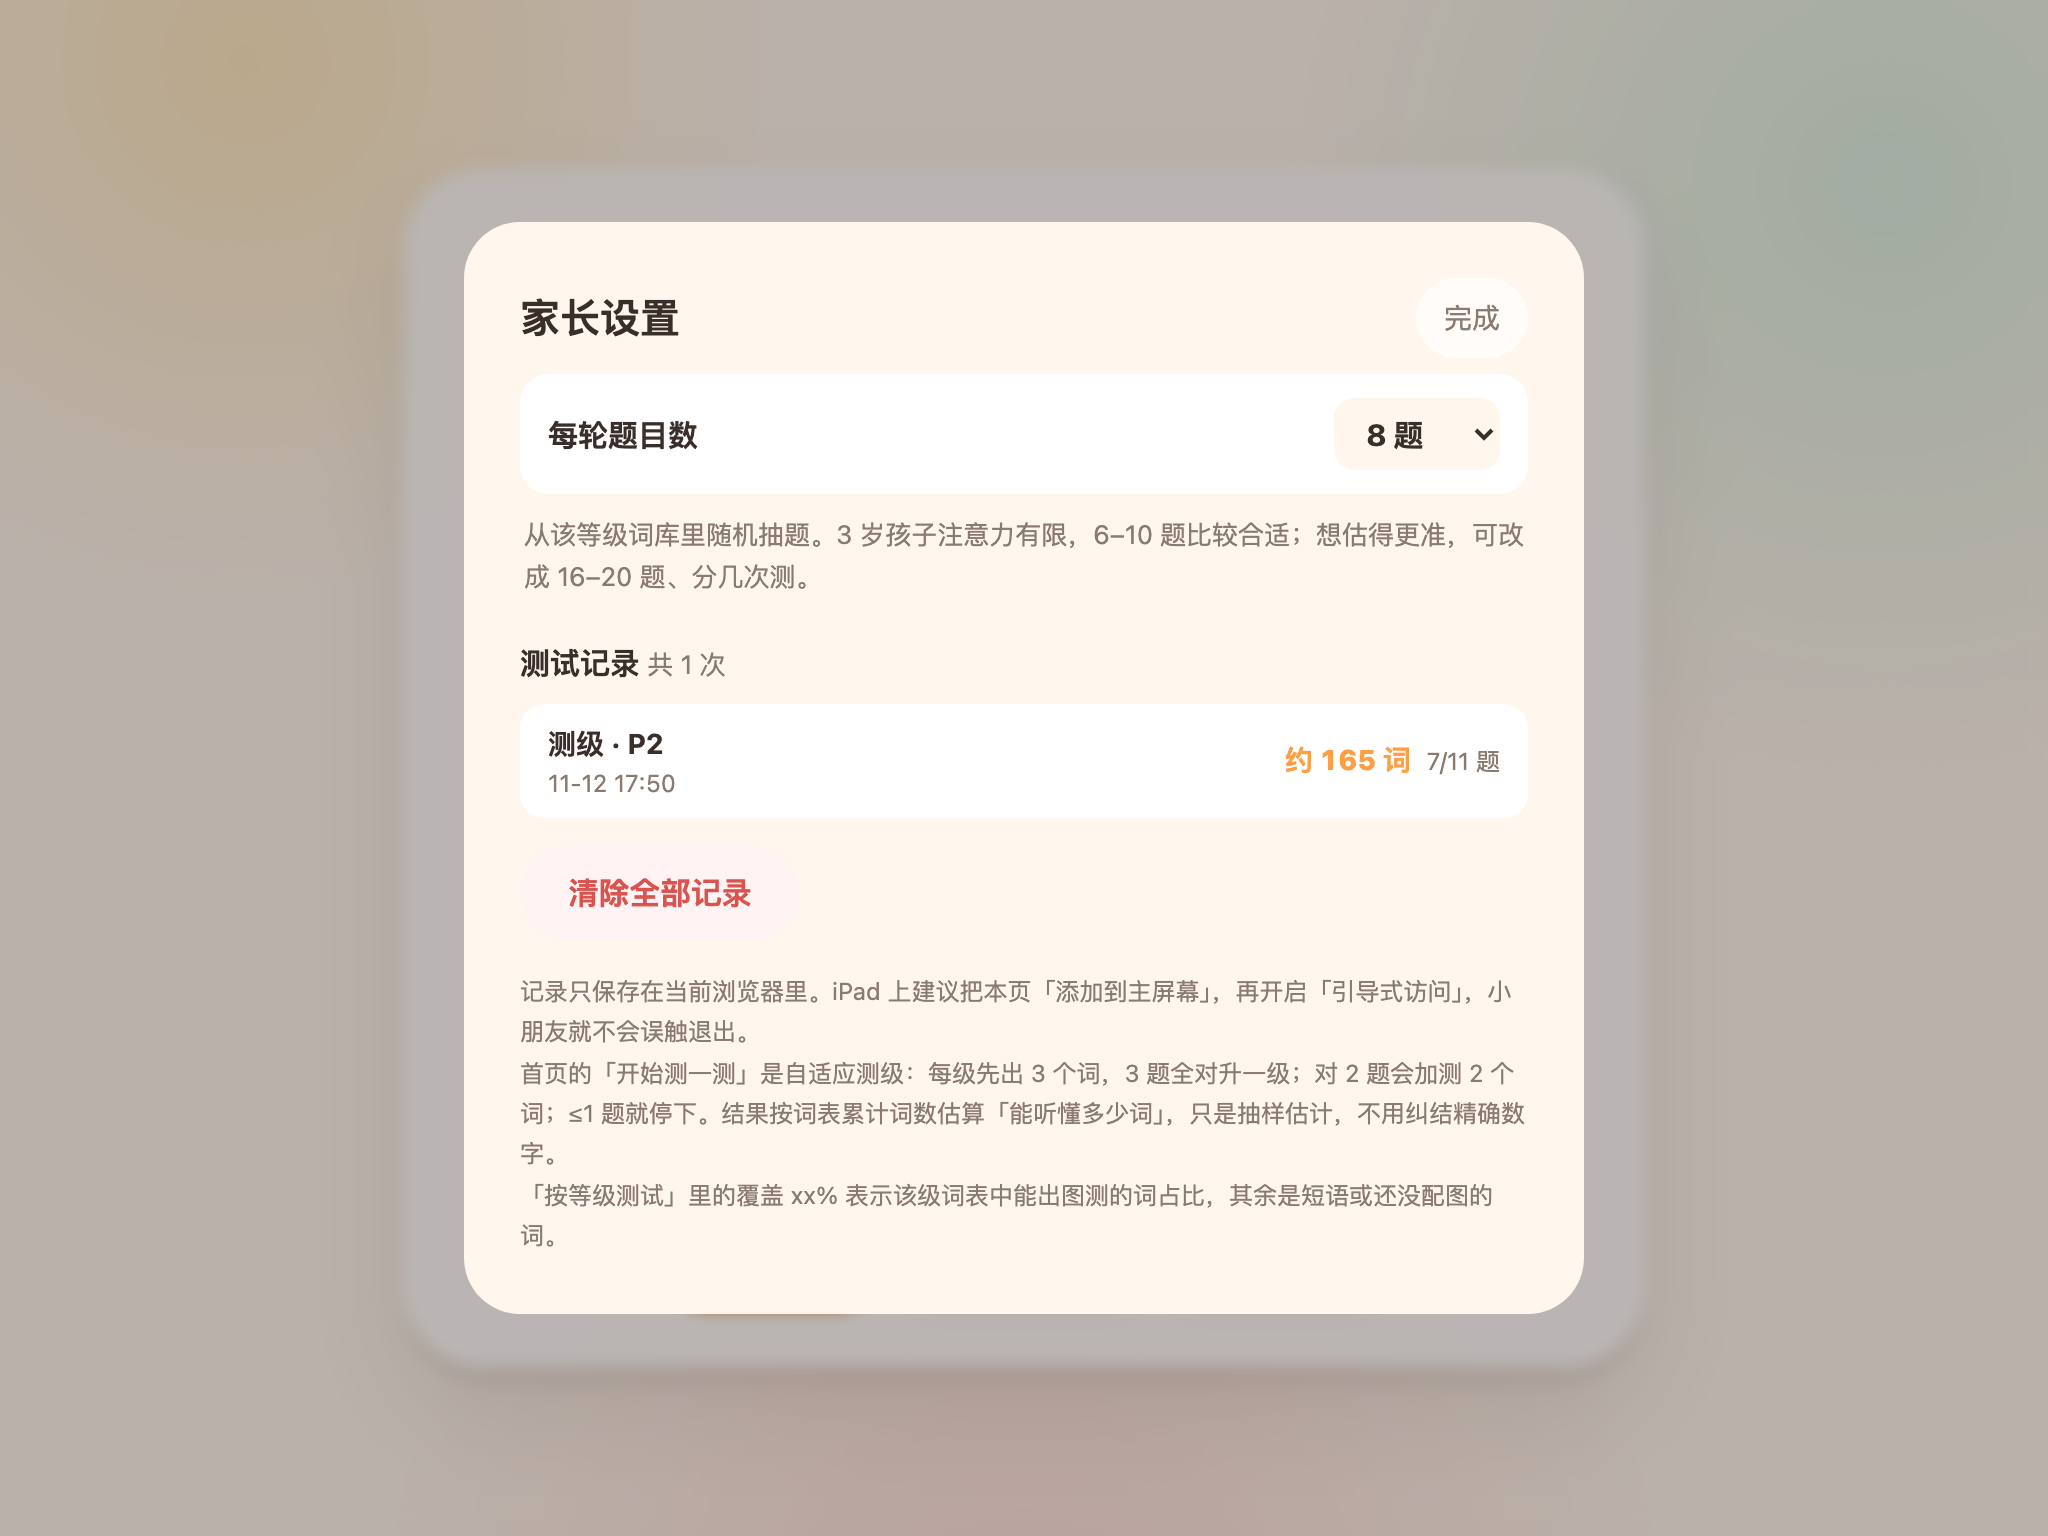 家长设置
完成
每轮题目数
8 题
从该等级词库里随机抽题。3 岁孩子注意力有限，6–10 题比较合适；想估得更准，可改
成 16–20 题、分几次测。
测试记录 共 1 次
测级 · P2
11-12 17:50
约 165 词 7/11 题
清除全部记录
记录只保存在当前浏览器里。iPad 上建议把本页「添加到主屏幕」，再开启「引导式访问」，小
朋友就不会误触退出。
首页的「开始测一测」是自适应测级：每级先出 3 个词，3 题全对升一级；对 2 题会加测 2 个
词；≤1 题就停下。结果按词表累计词数估算「能听懂多少词」，只是抽样估计，不用纠结精确数
字。
「按等级测试」里的覆盖 xx% 表示该级词表中能出图测的词占比，其余是短语或还没配图的
词。